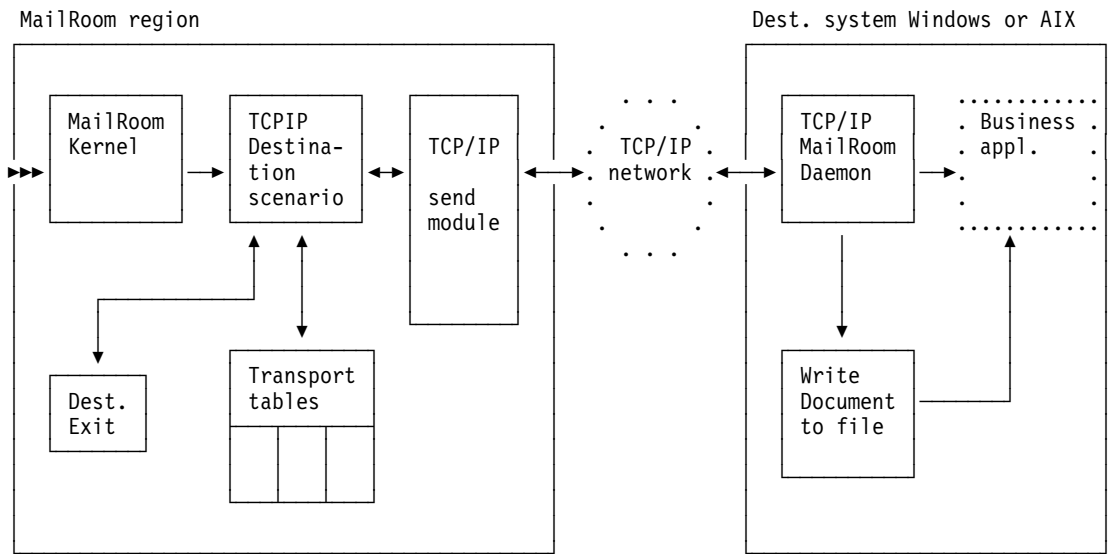 MailRoom region
Dest. system Windows or AIX
MailRoom
Kernel
TCPIP
Destina-
tion
scenario
TCP/IP
send
module
TCP/IP
network
TCP/IP
MailRoom
Daemon
Business
appl.
Dest.
Exit
Transport
tables
Write
Document
to file